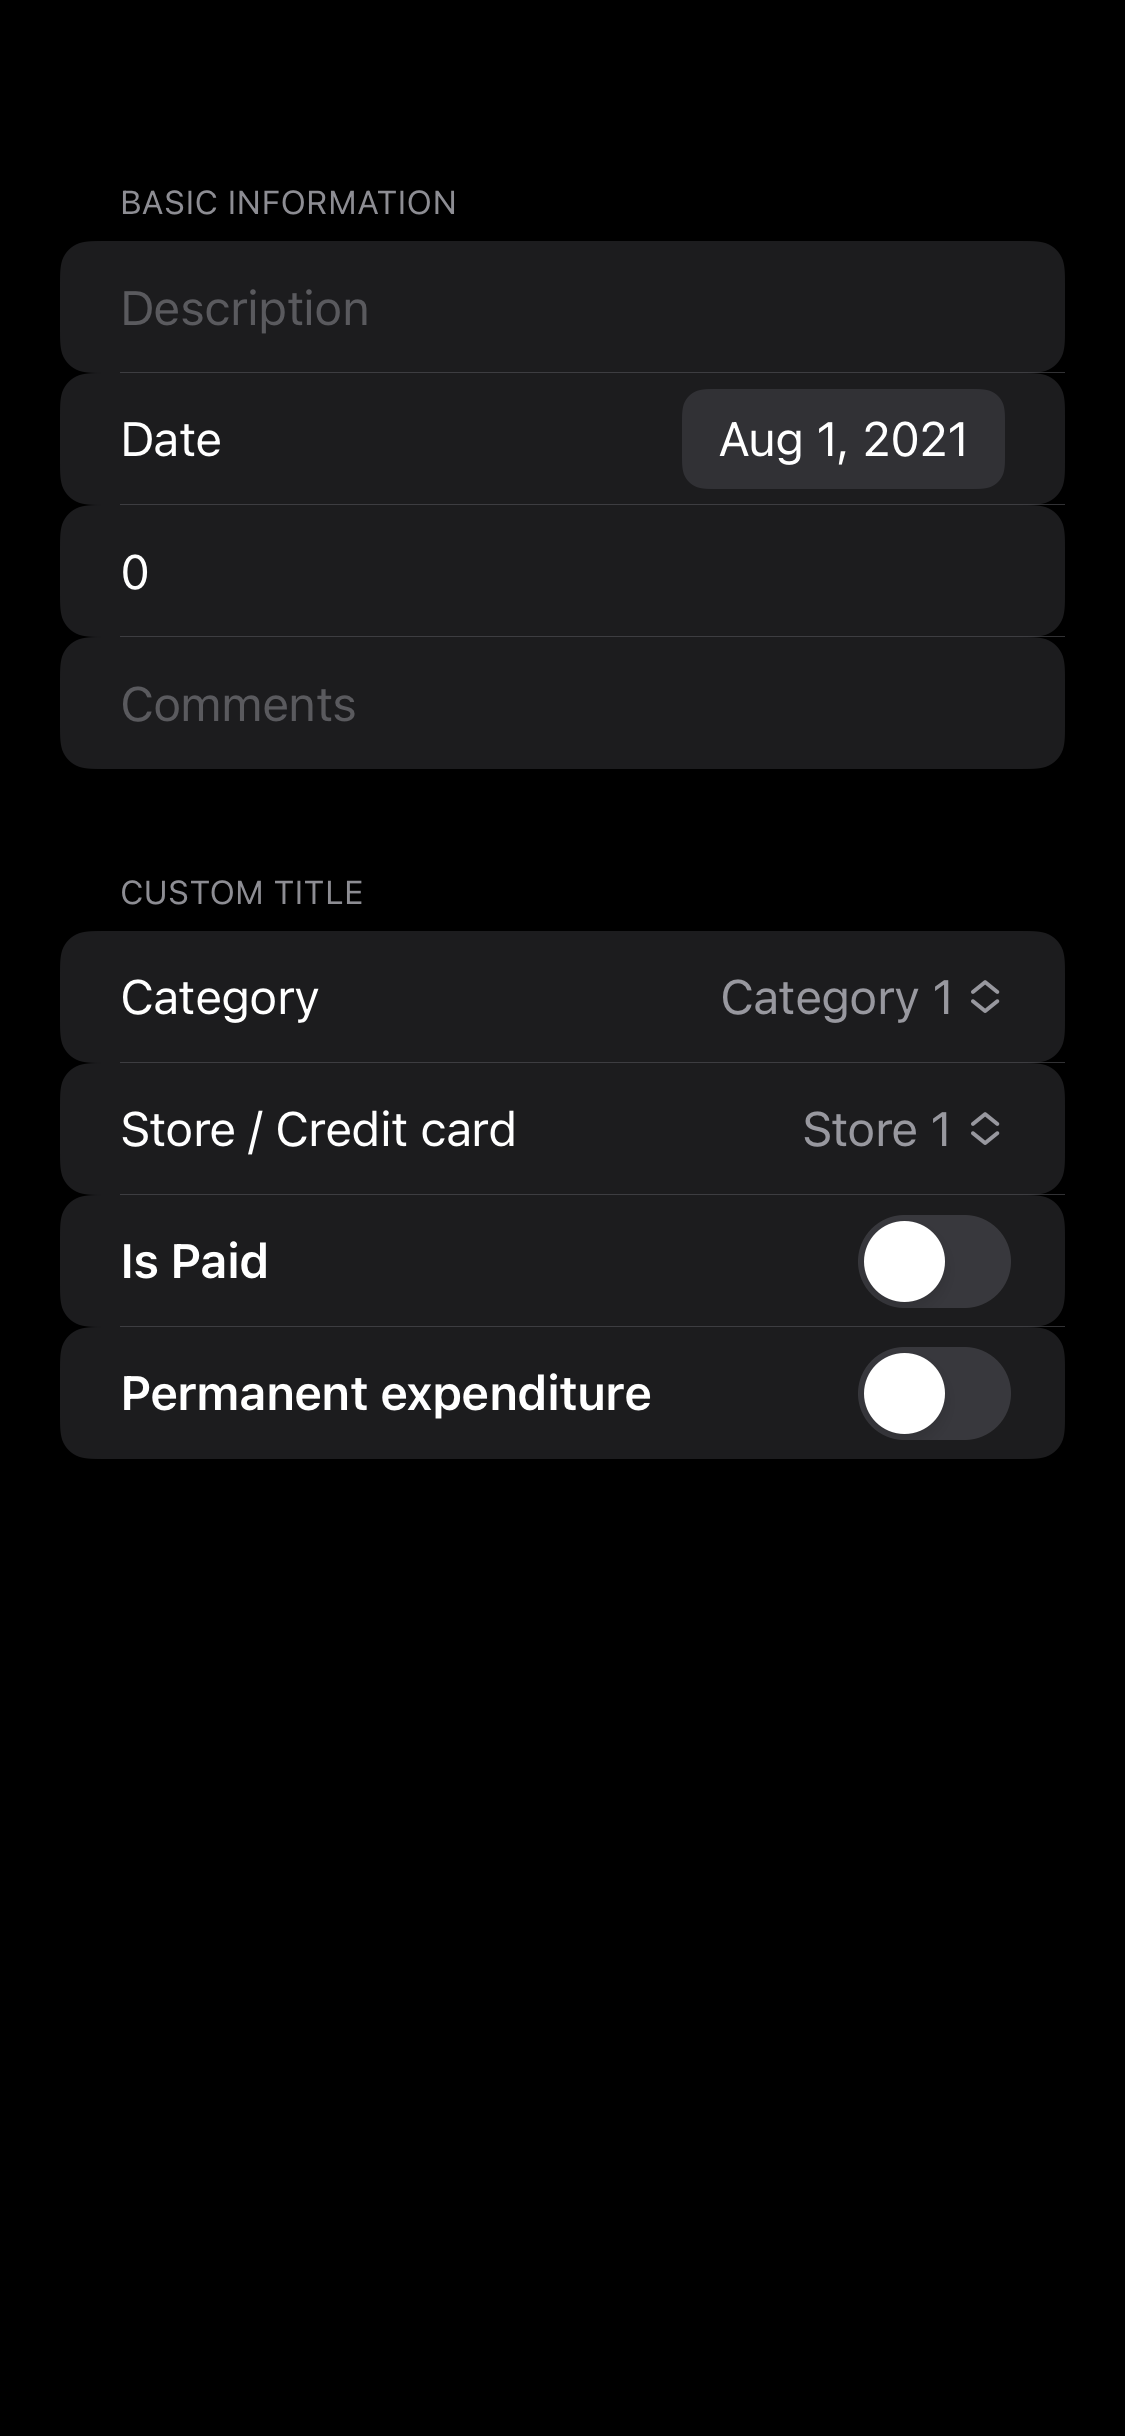 BASIC INFORMATION
Description
Date Aug 1, 2021
0
Comments
CUSTOM TITLE
Category Category 1
Store / Credit card Store 1
Is Paid
Permanent expenditure